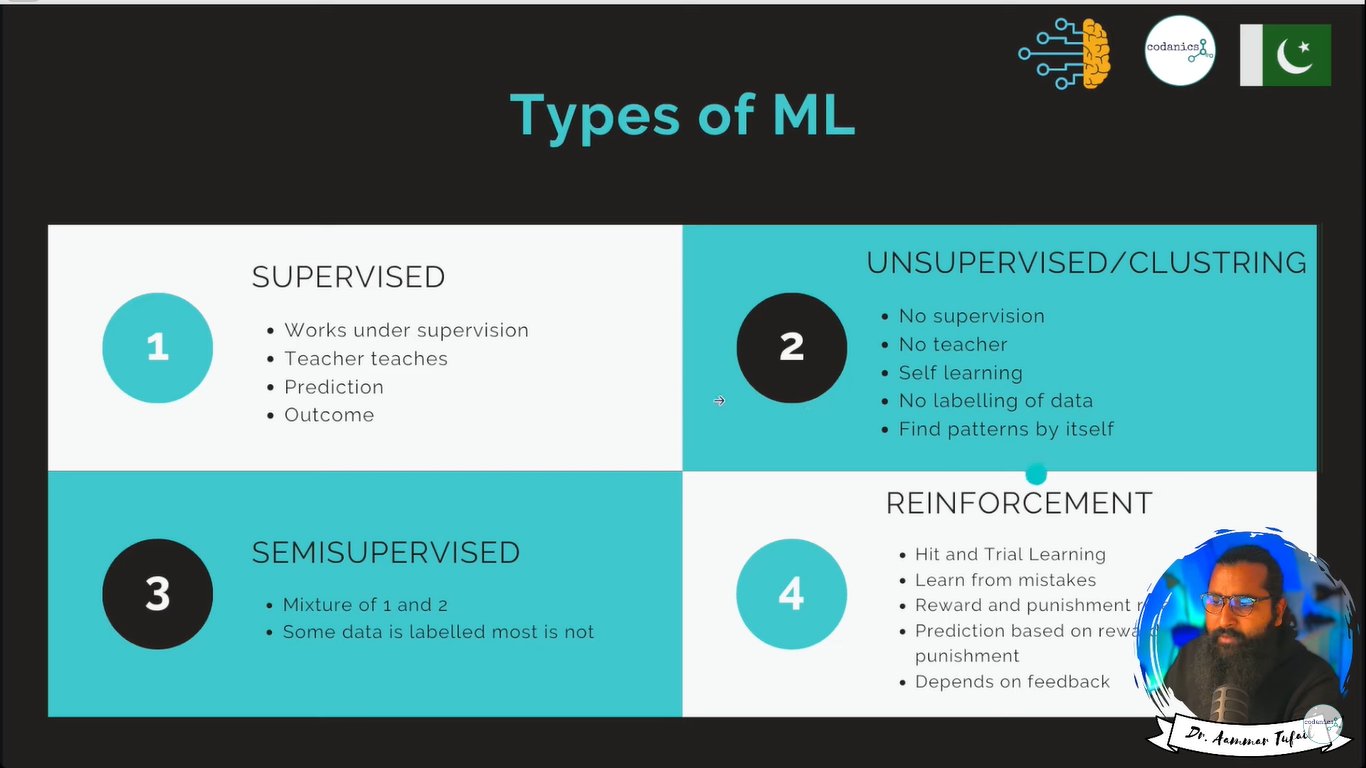 codanics
Types of ML
1
SUPERVISED
• Works under supervision
• Teacher teaches
• Prediction
• Outcome
2
UNSUPERVISED/CLUSTRING
• No supervision
• No teacher
• Self learning
• No labelling of data
• Find patterns by itself
3
SEMISUPERVISED
• Mixture of 1 and 2
• Some data is labelled most is not
4
REINFORCEMENT
• Hit and Trial Learning
• Learn from mistakes
• Reward and punishment
• Prediction based on reward
punishment
• Depends on feedback
codanics
Dr. Aammar Tufail